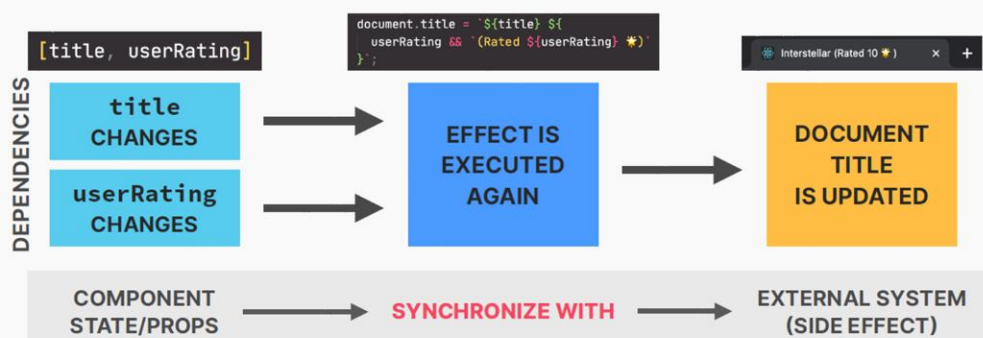 [title, userRating]
document.title = `${title} ${
userRating && `(Rated ${userRating} 🌟)`
}`;
Interstellar (Rated 10 🌟) × +
DEPENDENCIES
title
CHANGES
userRating
CHANGES
EFFECT IS
EXECUTED
AGAIN
DOCUMENT
TITLE
IS UPDATED
COMPONENT
STATE/PROPS
SYNCHRONIZE WITH
EXTERNAL SYSTEM
(SIDE EFFECT)